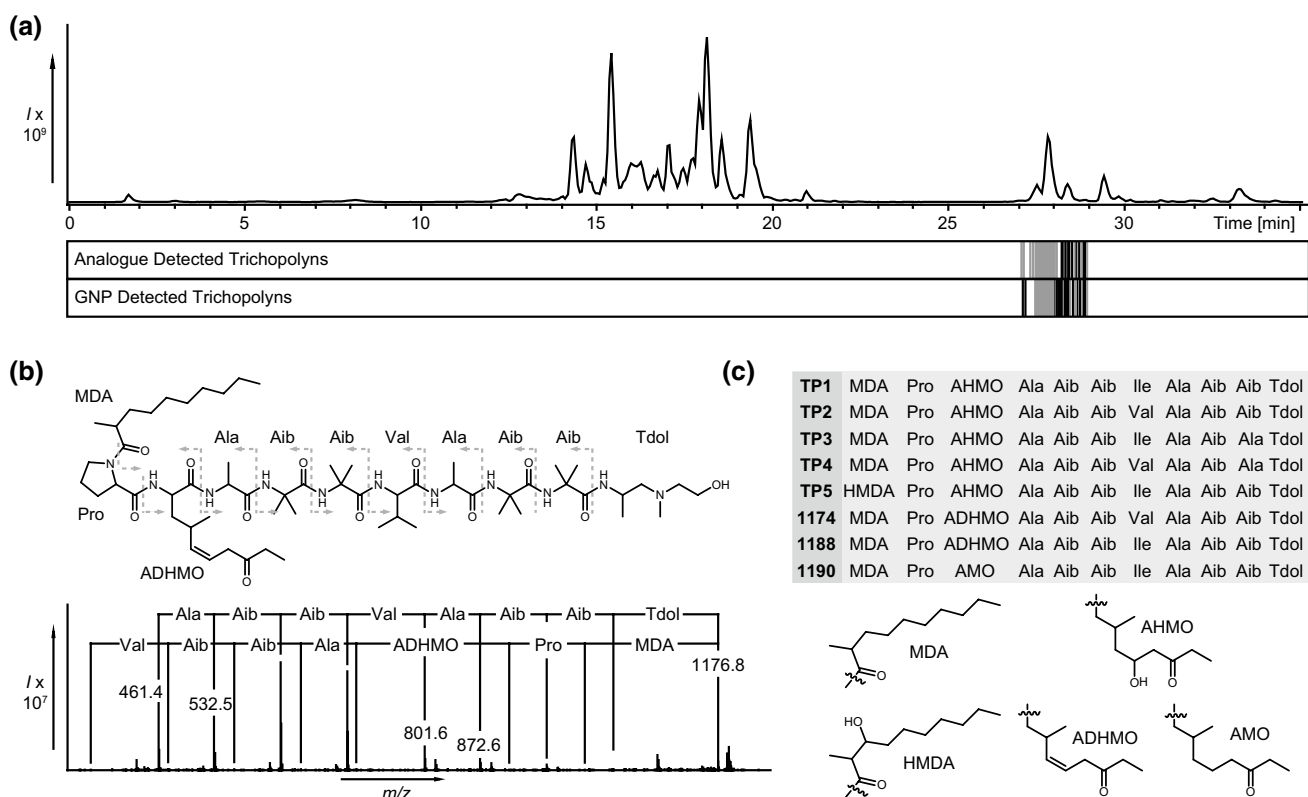 (a)
I x
10⁹
0 5 10 15 20 25 30 Time [min]
Analogue Detected Trichopolyns
GNP Detected Trichopolyns
(b)
MDA
Ala Aib Aib Val Ala Aib Aib Tdol
O O O O O
N H N H N H N H N
N O H O H O H O H O N OH
Pro
ADHMO
O
Ala Aib Aib Val Ala Aib Aib Tdol
Val Aib Aib Ala ADHMO Pro MDA
1176.8
461.4
532.5
801.6
872.6
I x
10⁷
m/z
(c)
TP1 MDA Pro AHMO Ala Aib Aib Ile Ala Aib Aib Tdol
TP2 MDA Pro AHMO Ala Aib Aib Val Ala Aib Aib Tdol
TP3 MDA Pro AHMO Ala Aib Aib Ile Ala Aib Ala Tdol
TP4 MDA Pro AHMO Ala Aib Aib Val Ala Aib Ala Tdol
TP5 HMDA Pro AHMO Ala Aib Aib Ile Ala Aib Aib Tdol
1174 MDA Pro ADHMO Ala Aib Aib Val Ala Aib Aib Tdol
1188 MDA Pro ADHMO Ala Aib Aib Ile Ala Aib Aib Tdol
1190 MDA Pro AMO Ala Aib Aib Ile Ala Aib Aib Tdol
O
MDA
AHMO
OH O
HO
O
HMDA
ADHMO
O
AMO
O